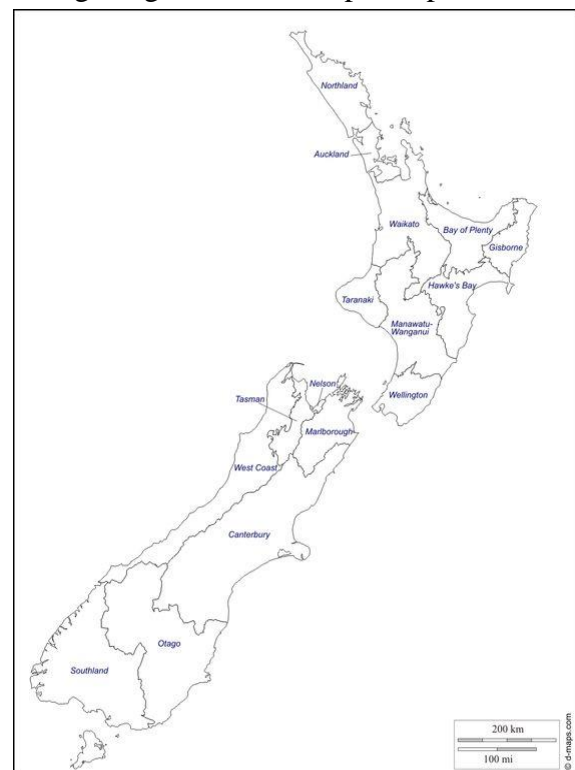 Northland
Auckland
Waikato
Bay of Plenty
Gisborne
Hawke's Bay
Taranaki
Manawatu-
Wanganui
Wellington
Nelson
Tasman
Marlborough
West Coast
Canterbury
Otago
Southland
200 km
100 mi
© d-maps.com